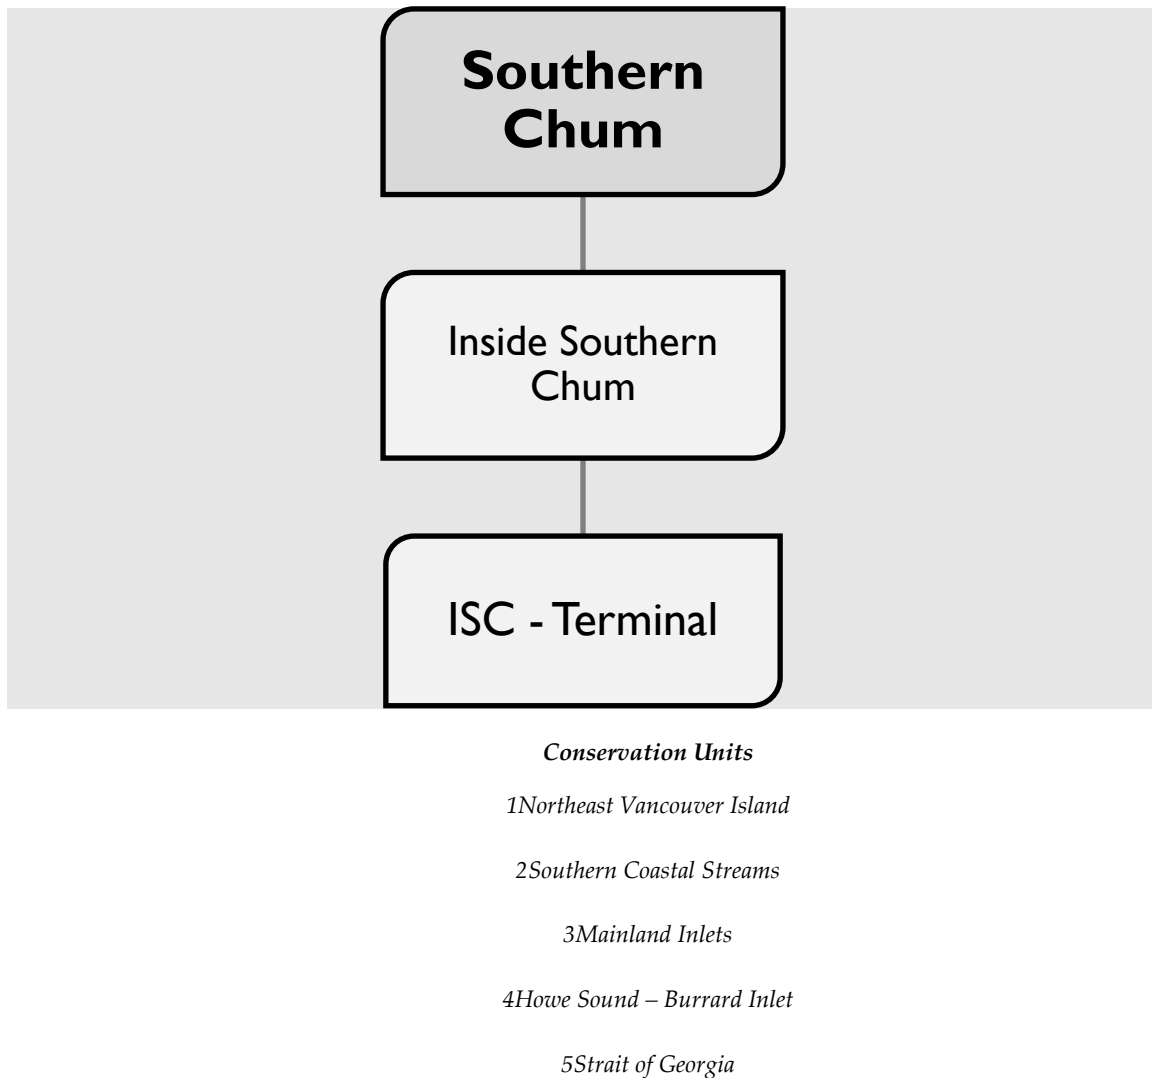 Southern
Chum
Inside Southern
Chum
ISC - Terminal
Conservation Units
1Northeast Vancouver Island
2Southern Coastal Streams
3Mainland Inlets
4Howe Sound – Burrard Inlet
5Strait of Georgia